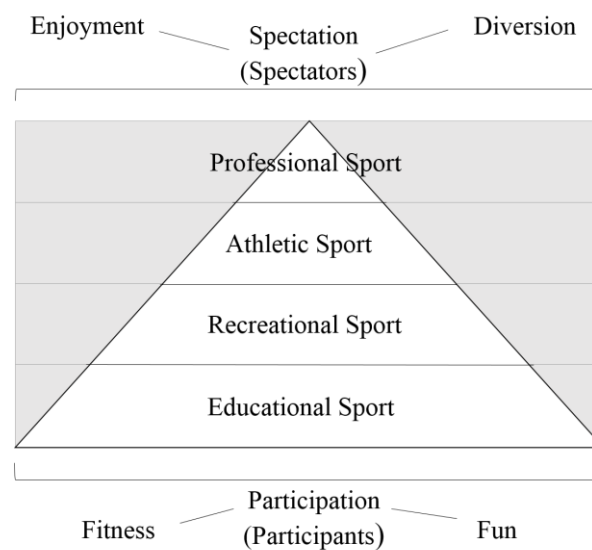 Enjoyment
Spectation
(Spectators)
Diversion
Professional Sport
Athletic Sport
Recreational Sport
Educational Sport
Participation
(Participants)
Fitness
Fun